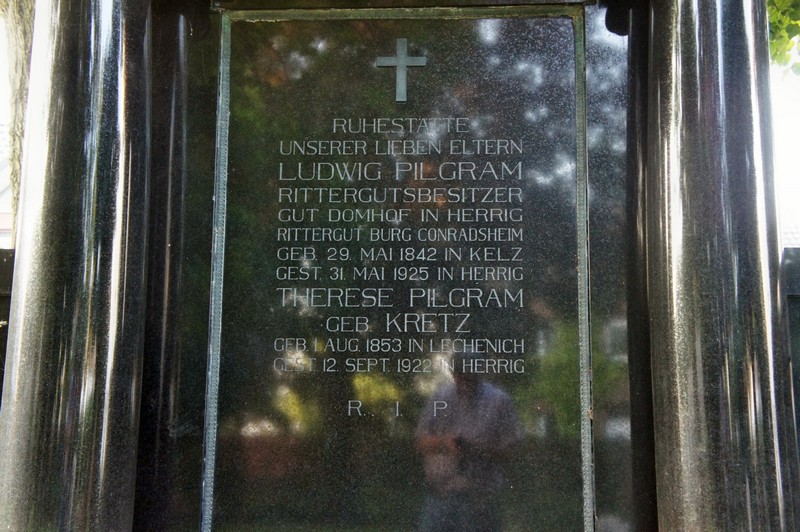 RUHESTÄTTE
UNSERER LIEBEN ELTERN
LUDWIG PILGRAM
RITTERGUTSBESITZER
GUT DOMHOF IN HERRIG
RITTERGUT BURG CONRADSHEIM
GEB. 29. MAI 1842 IN KELZ
GEST. 31. MAI 1925 IN HERRIG
THERESE PILGRAM
GEB. KRETZ
GEB. 1. AUG. 1853 IN LECHENICH
GEST. 12. SEPT. 1922 IN HERRIG
R. I. P.